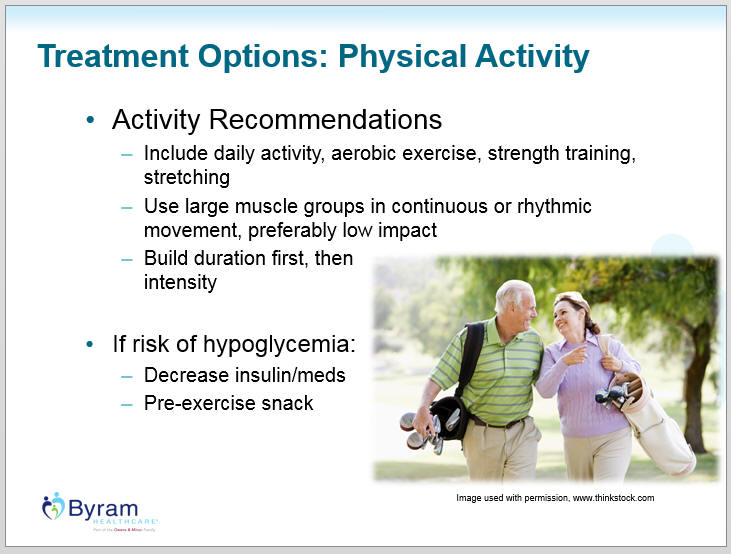 Treatment Options: Physical Activity
• Activity Recommendations
– Include daily activity, aerobic exercise, strength training,
stretching
– Use large muscle groups in continuous or rhythmic
movement, preferably low impact
– Build duration first, then
intensity
• If risk of hypoglycemia:
– Decrease insulin/meds
– Pre-exercise snack
Image used with permission, www.thinkstock.com
Byram
HEALTHCARE
Part of the Owens & Minor Family